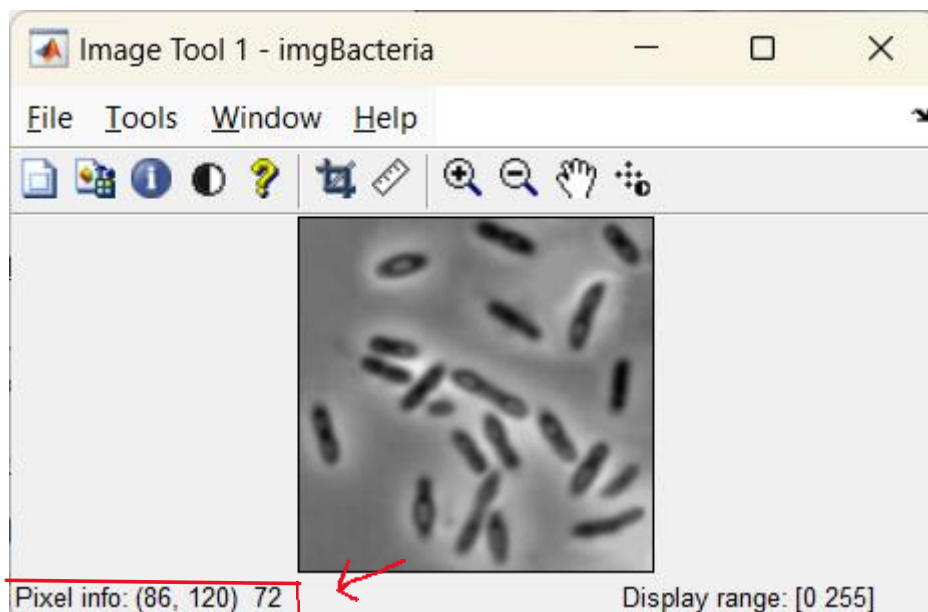 Image Tool 1 - imgBacteria
File Tools Window Help
Pixel info: (86, 120) 72
Display range: [0 255]